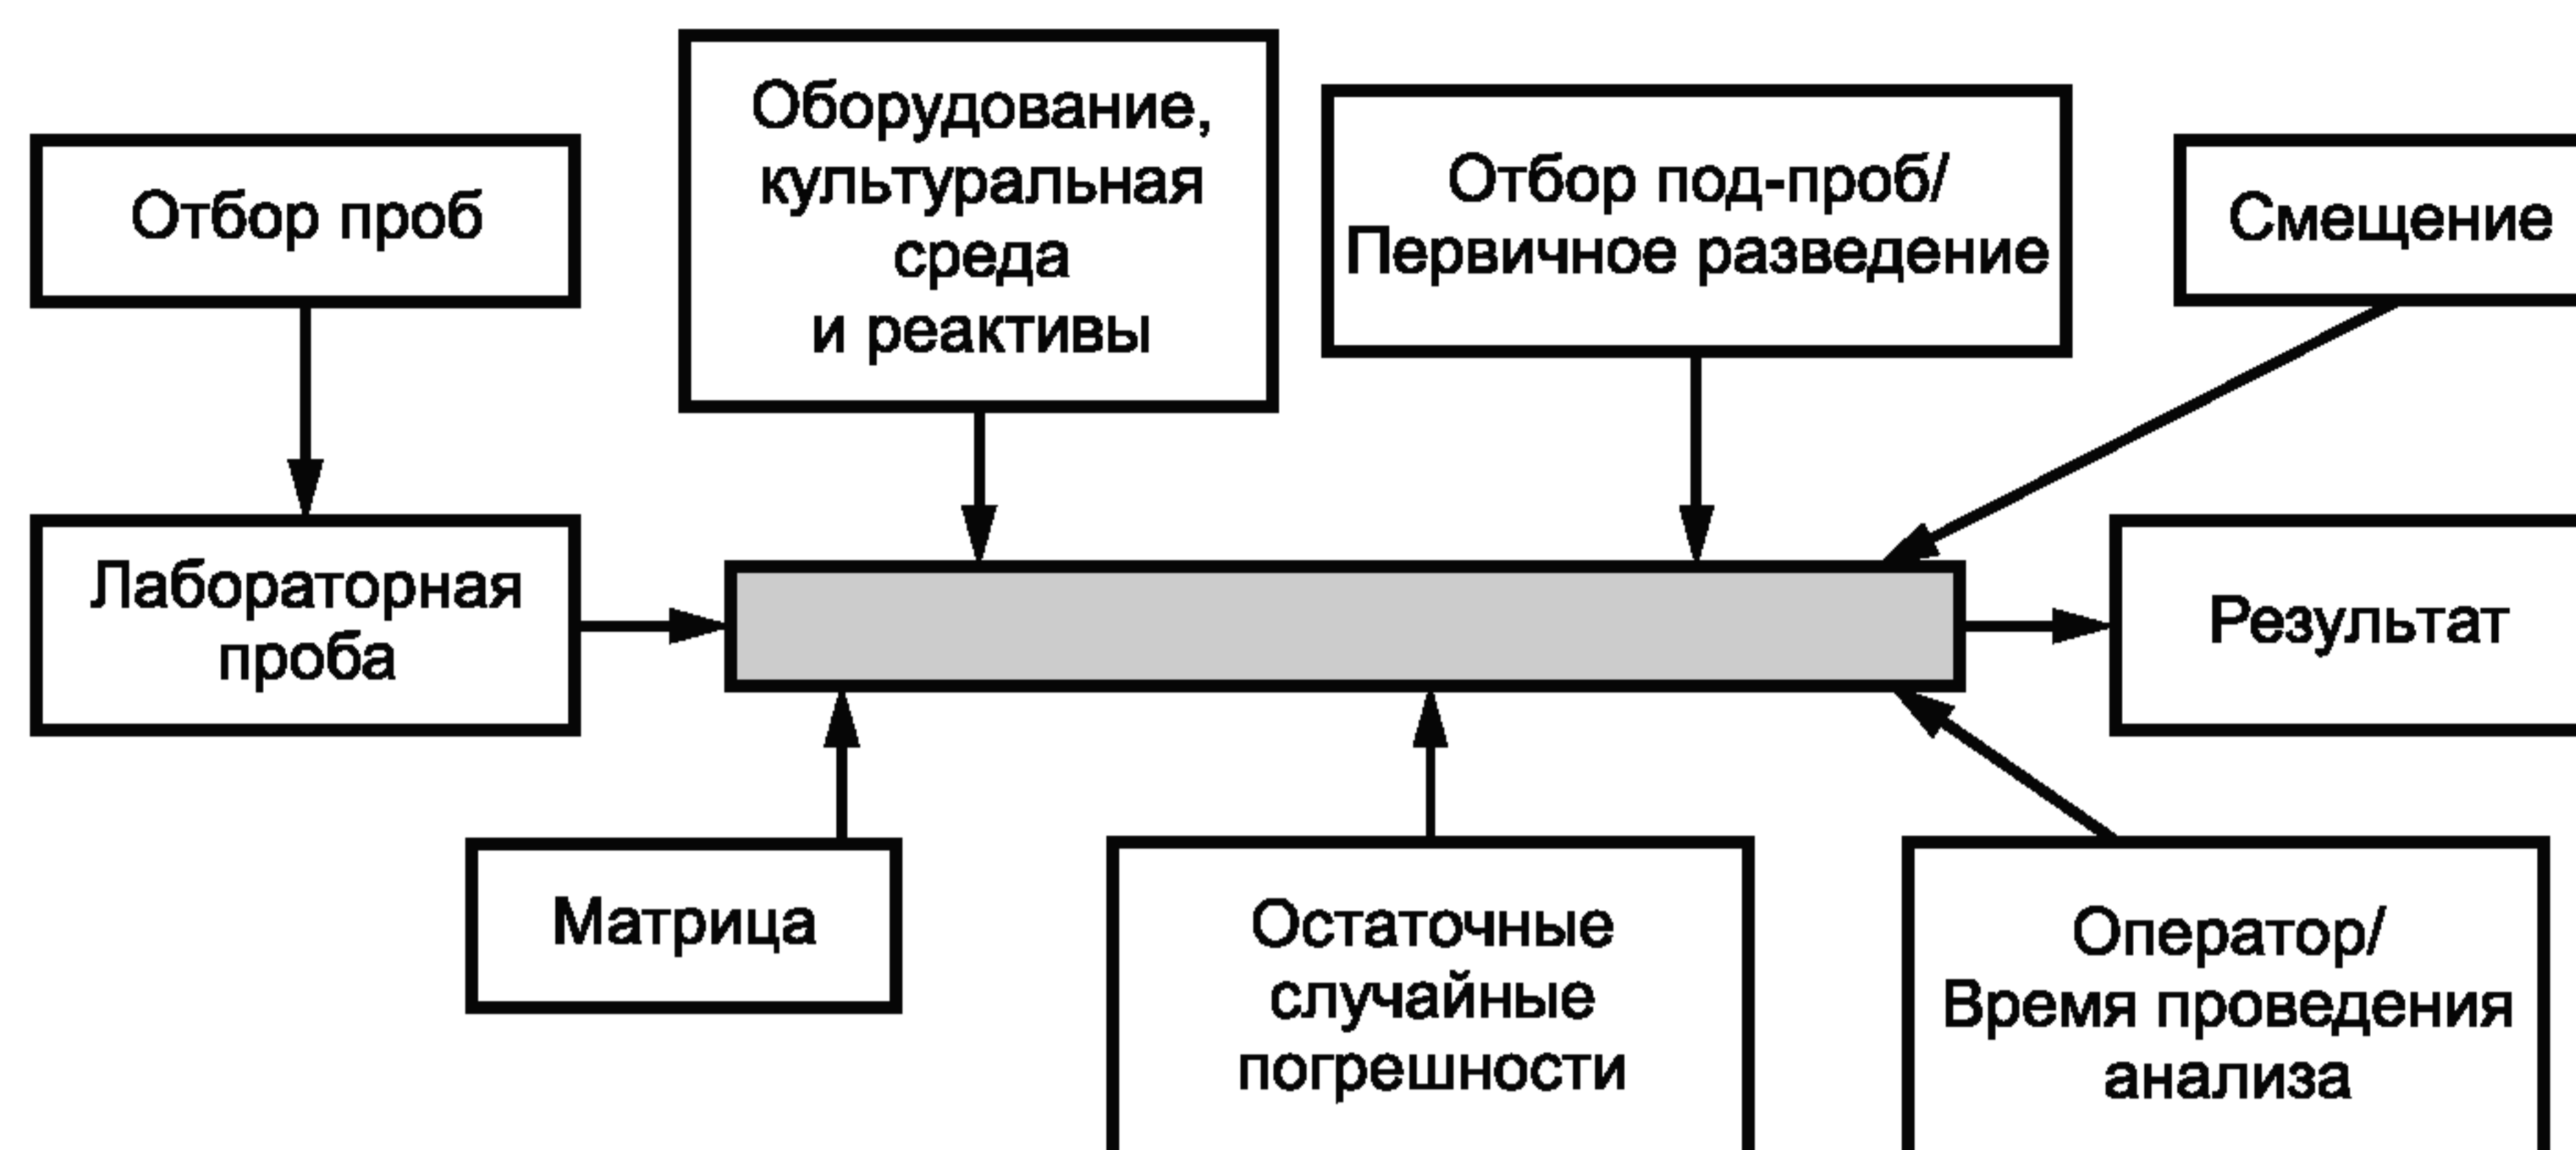 Отбор проб
Оборудование,
культуральная
среда
и реактивы
Отбор под-проб/
Первичное разведение
Смещение
Лабораторная
проба
Результат
Матрица
Остаточные
случайные
погрешности
Оператор/
Время проведения
анализа